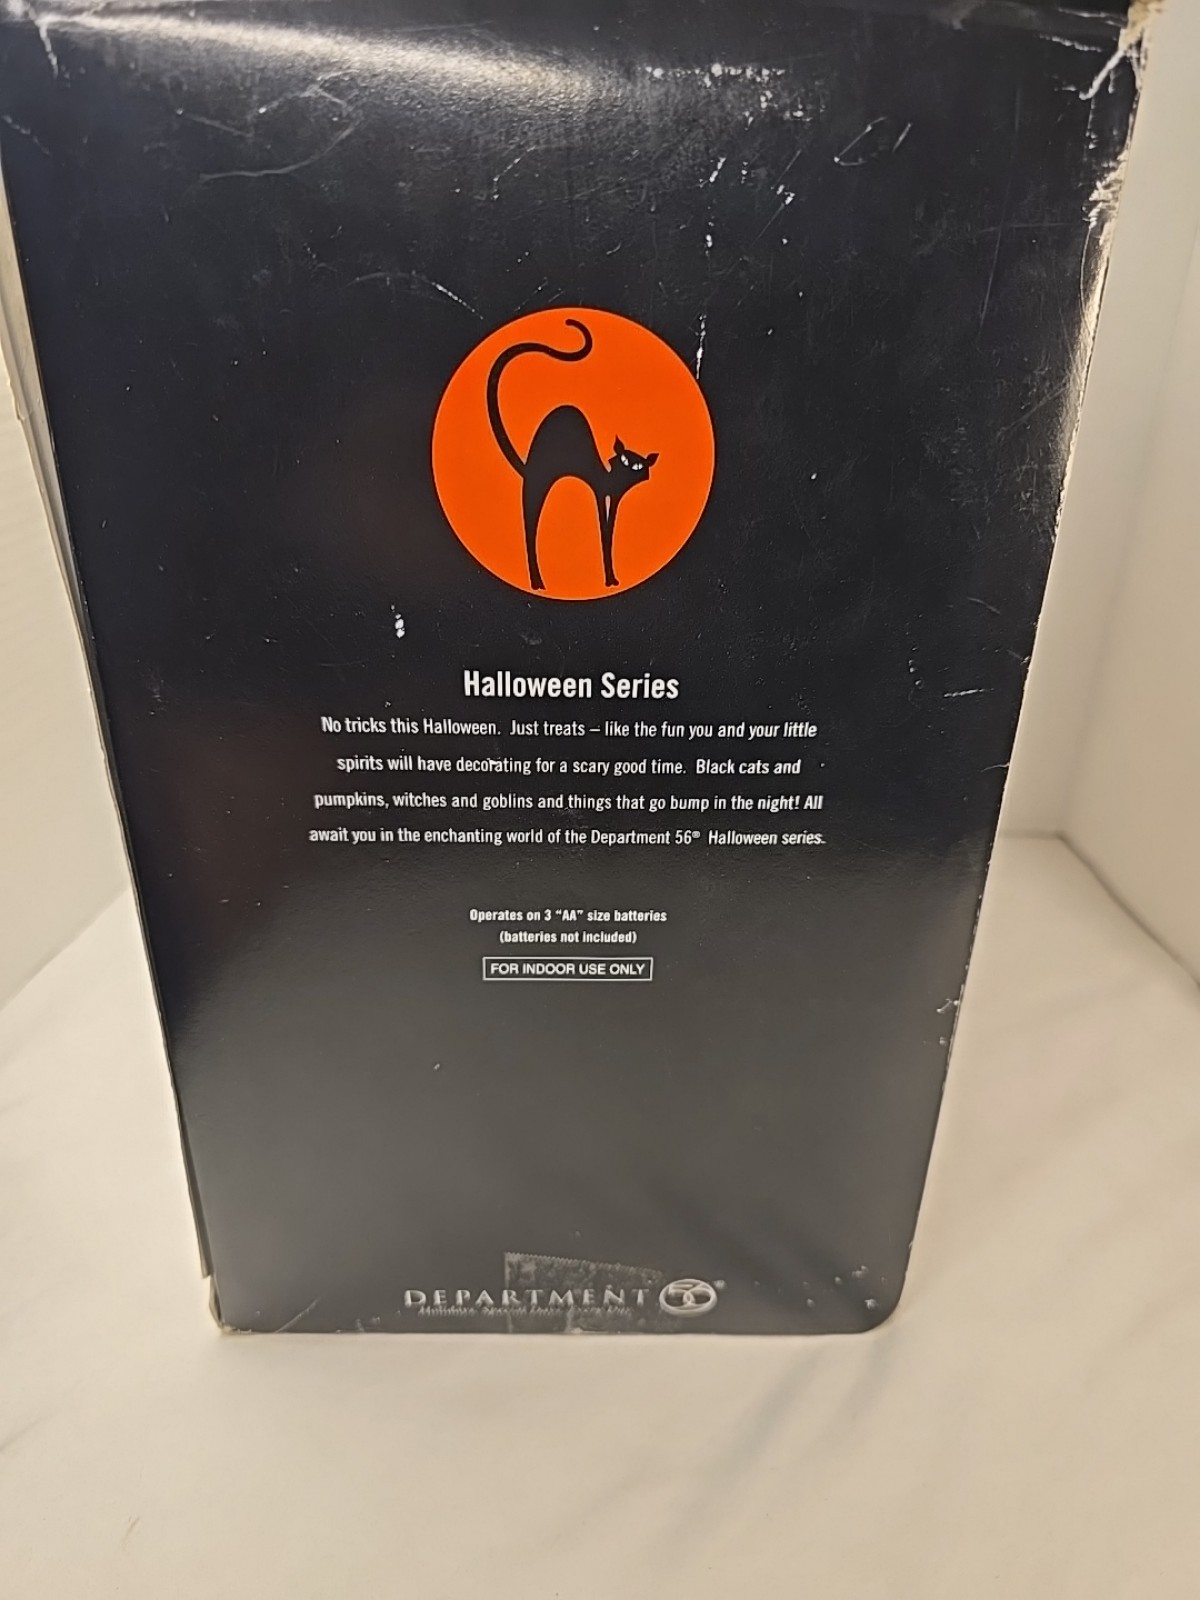 Halloween Series
No tricks this Halloween. Just treats – like the fun you and your little
spirits will have decorating for a scary good time. Black cats and
pumpkins, witches and goblins and things that go bump in the night! All
await you in the enchanting world of the Department 56® Halloween series.
Operates on 3 "AA" size batteries
(batteries not included)
FOR INDOOR USE ONLY
DEPARTMENT 56®